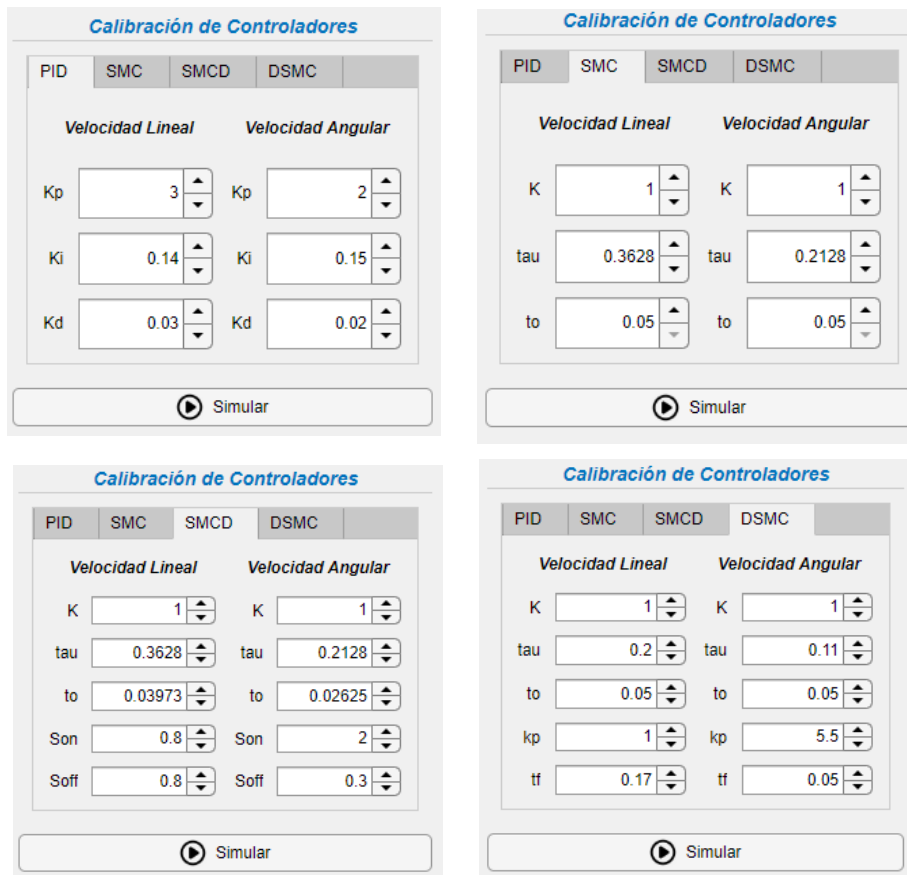 Calibración de Controladores
PID SMC SMCD DSMC
Velocidad Lineal Velocidad Angular
Kp 3 Kp 2
Ki 0.14 Ki 0.15
Kd 0.03 Kd 0.02
Simular
Calibración de Controladores
PID SMC SMCD DSMC
Velocidad Lineal Velocidad Angular
K 1 K 1
tau 0.3628 tau 0.2128
to 0.05 to 0.05
Simular
Calibración de Controladores
PID SMC SMCD DSMC
Velocidad Lineal Velocidad Angular
K 1 K 1
tau 0.3628 tau 0.2128
to 0.03973 to 0.02625
Son 0.8 Son 2
Soff 0.8 Soff 0.3
Simular
Calibración de Controladores
PID SMC SMCD DSMC
Velocidad Lineal Velocidad Angular
K 1 K 1
tau 0.2 tau 0.11
to 0.05 to 0.05
kp 1 kp 5.5
tf 0.17 tf 0.05
Simular